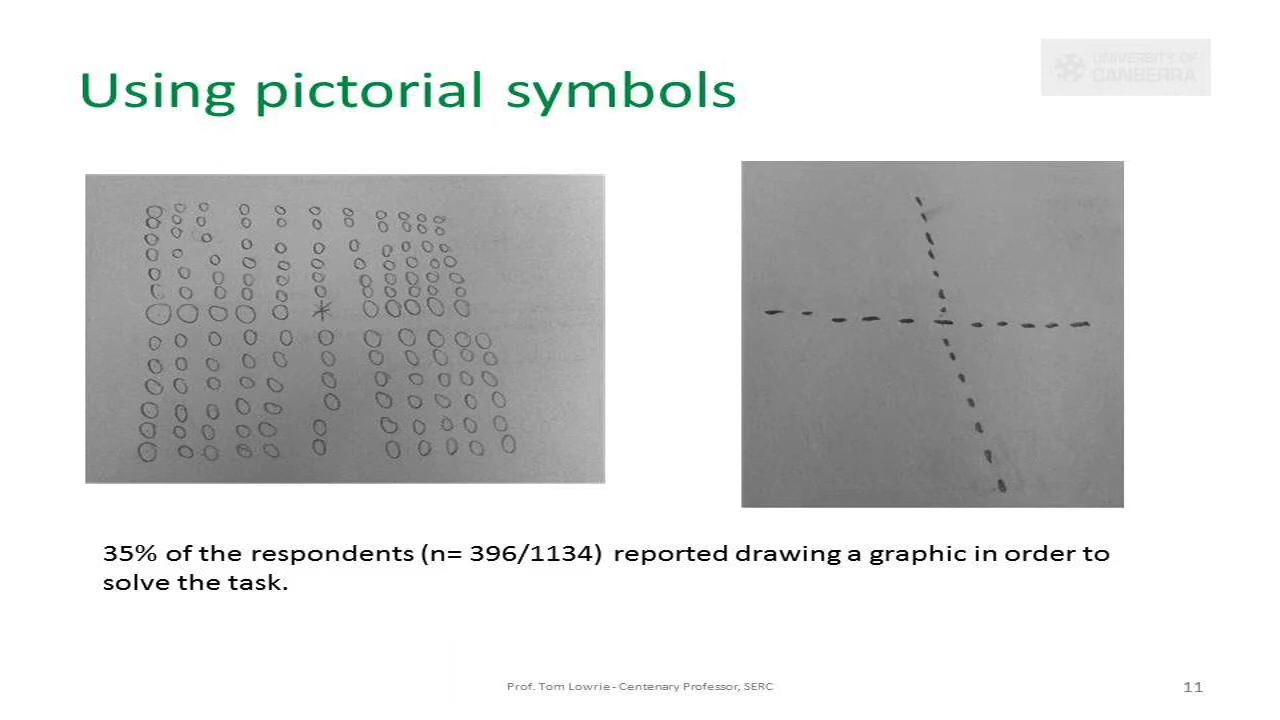 Using pictorial symbols
UNIVERSITY OF
CANBERRA
35% of the respondents (n= 396/1134) reported drawing a graphic in order to
solve the task.
Prof. Tom Lowrie- Centenary Professor, SERC
11